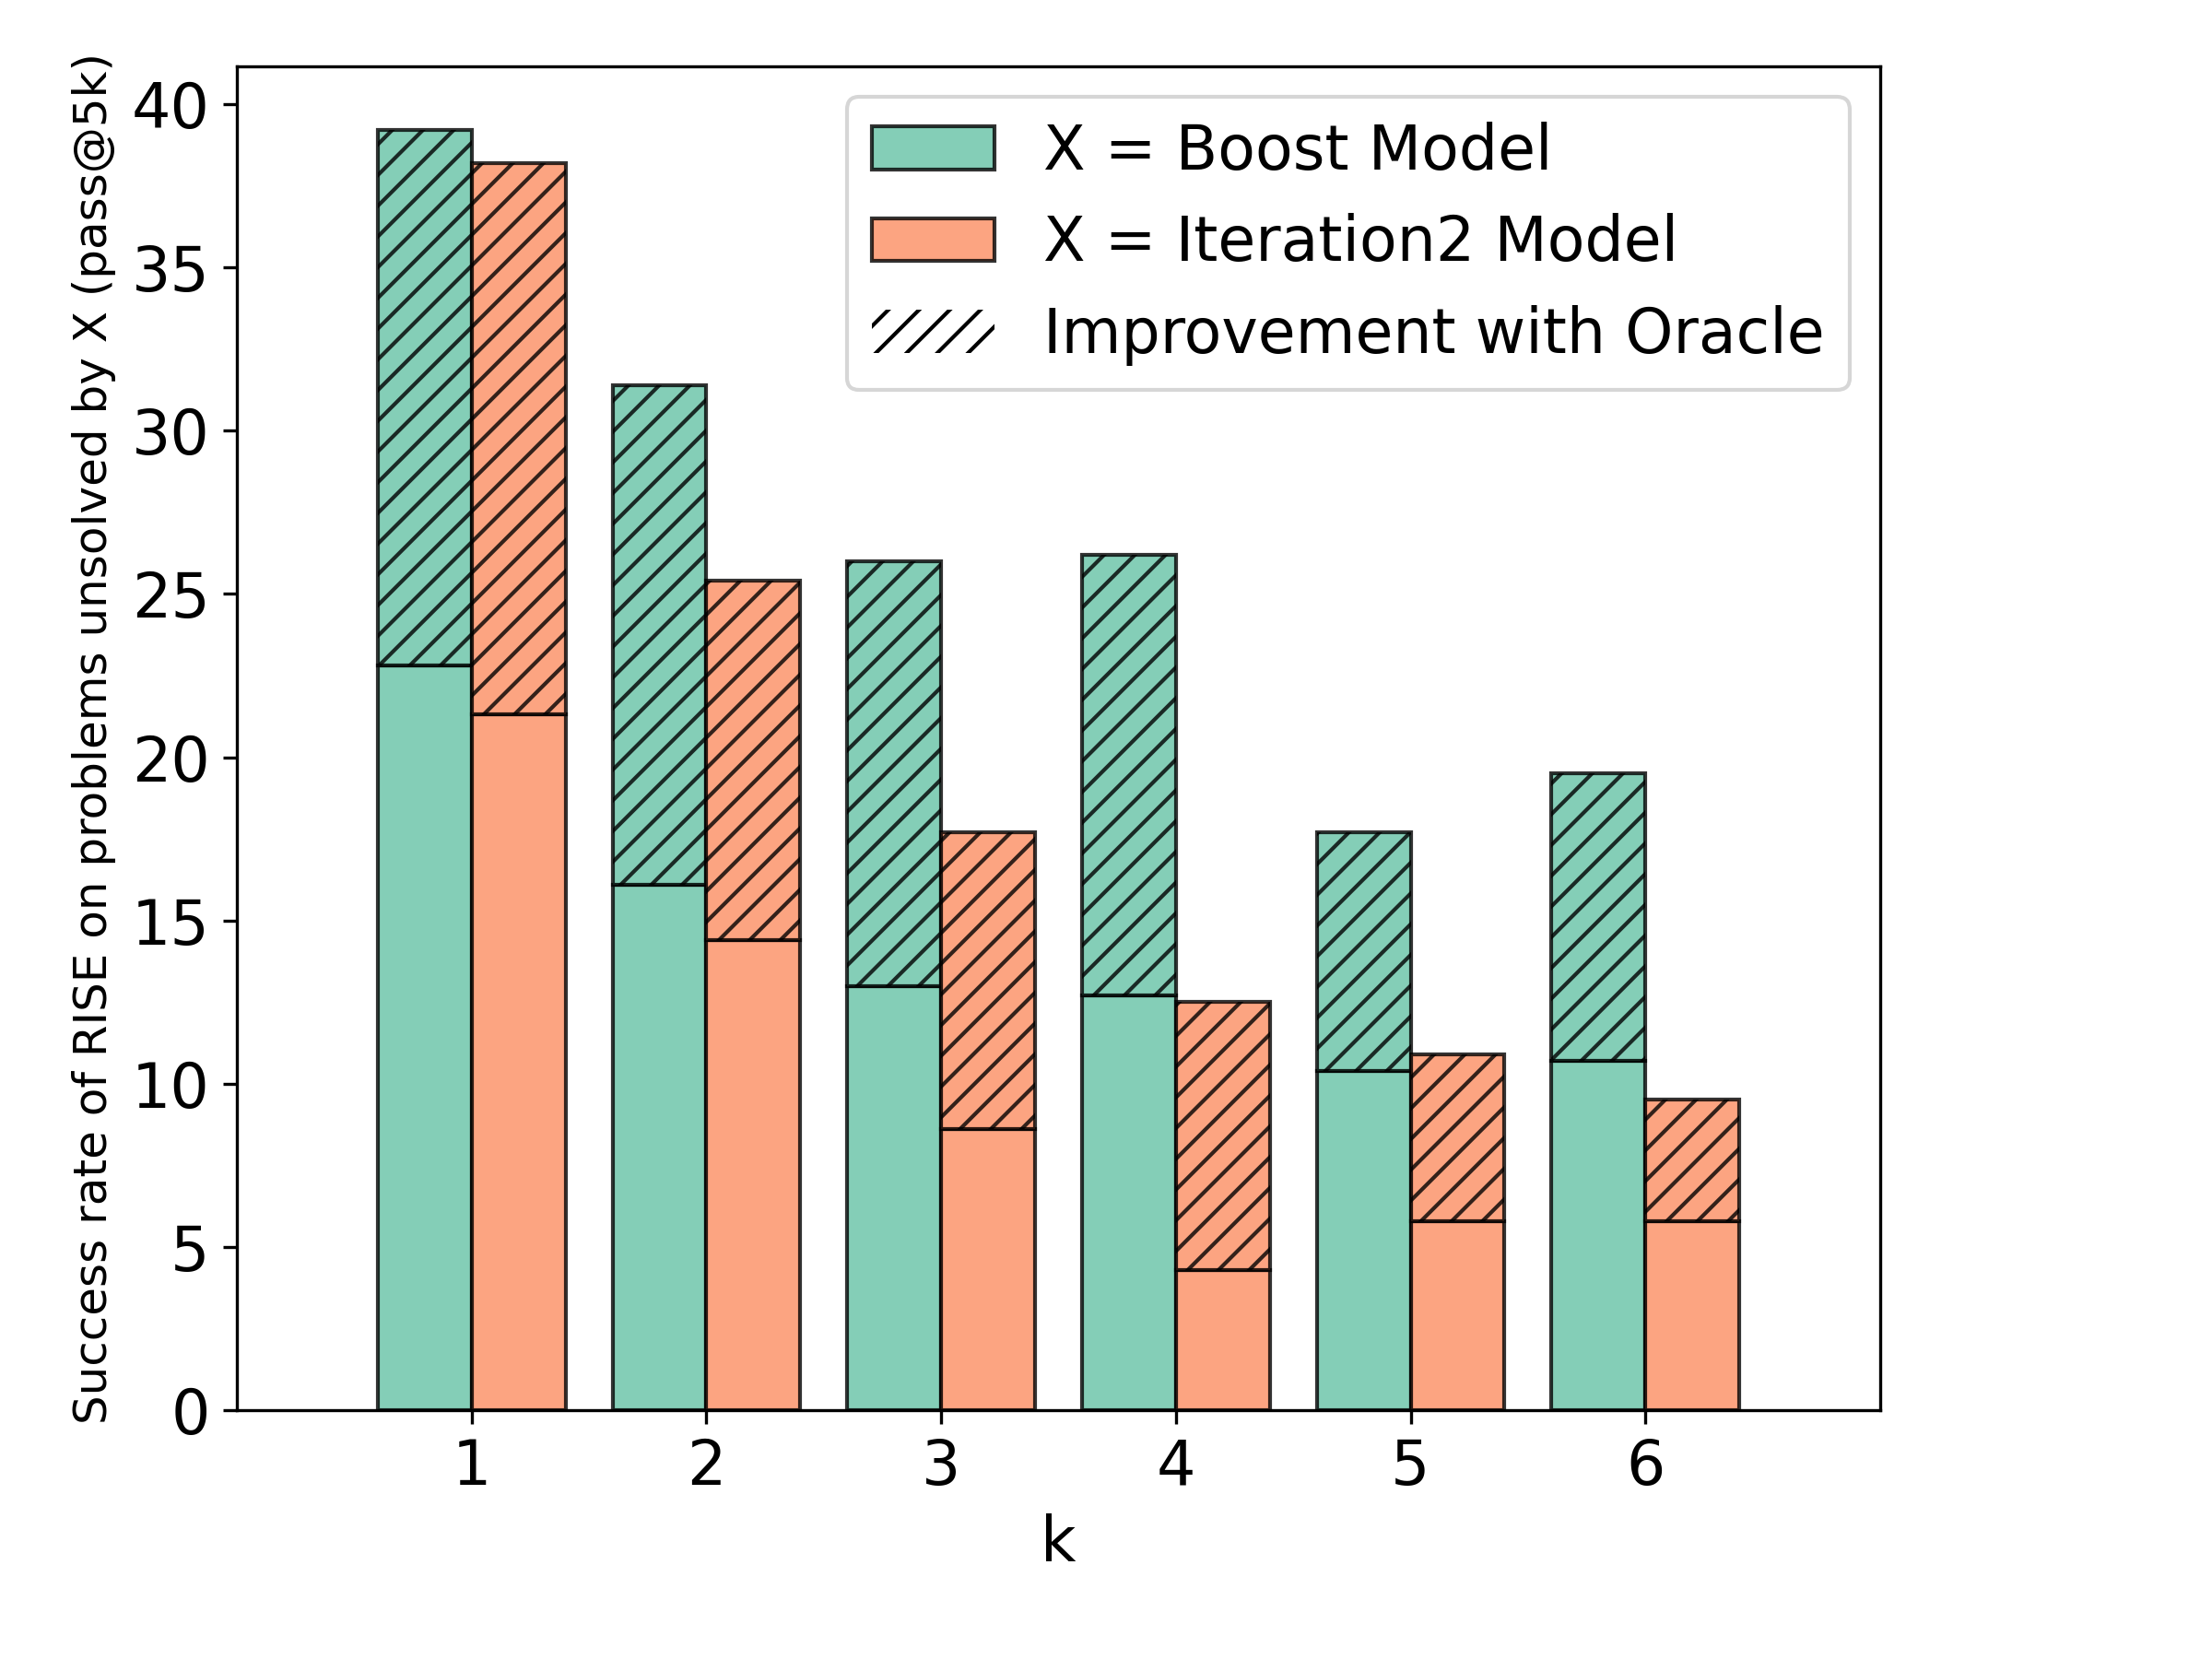 Success rate of RISE on problems unsolved by X (pass@5k)
40
35
30
25
20
15
10
5
0
X = Boost Model
X = Iteration2 Model
Improvement with Oracle
1 2 3 4 5 6
k